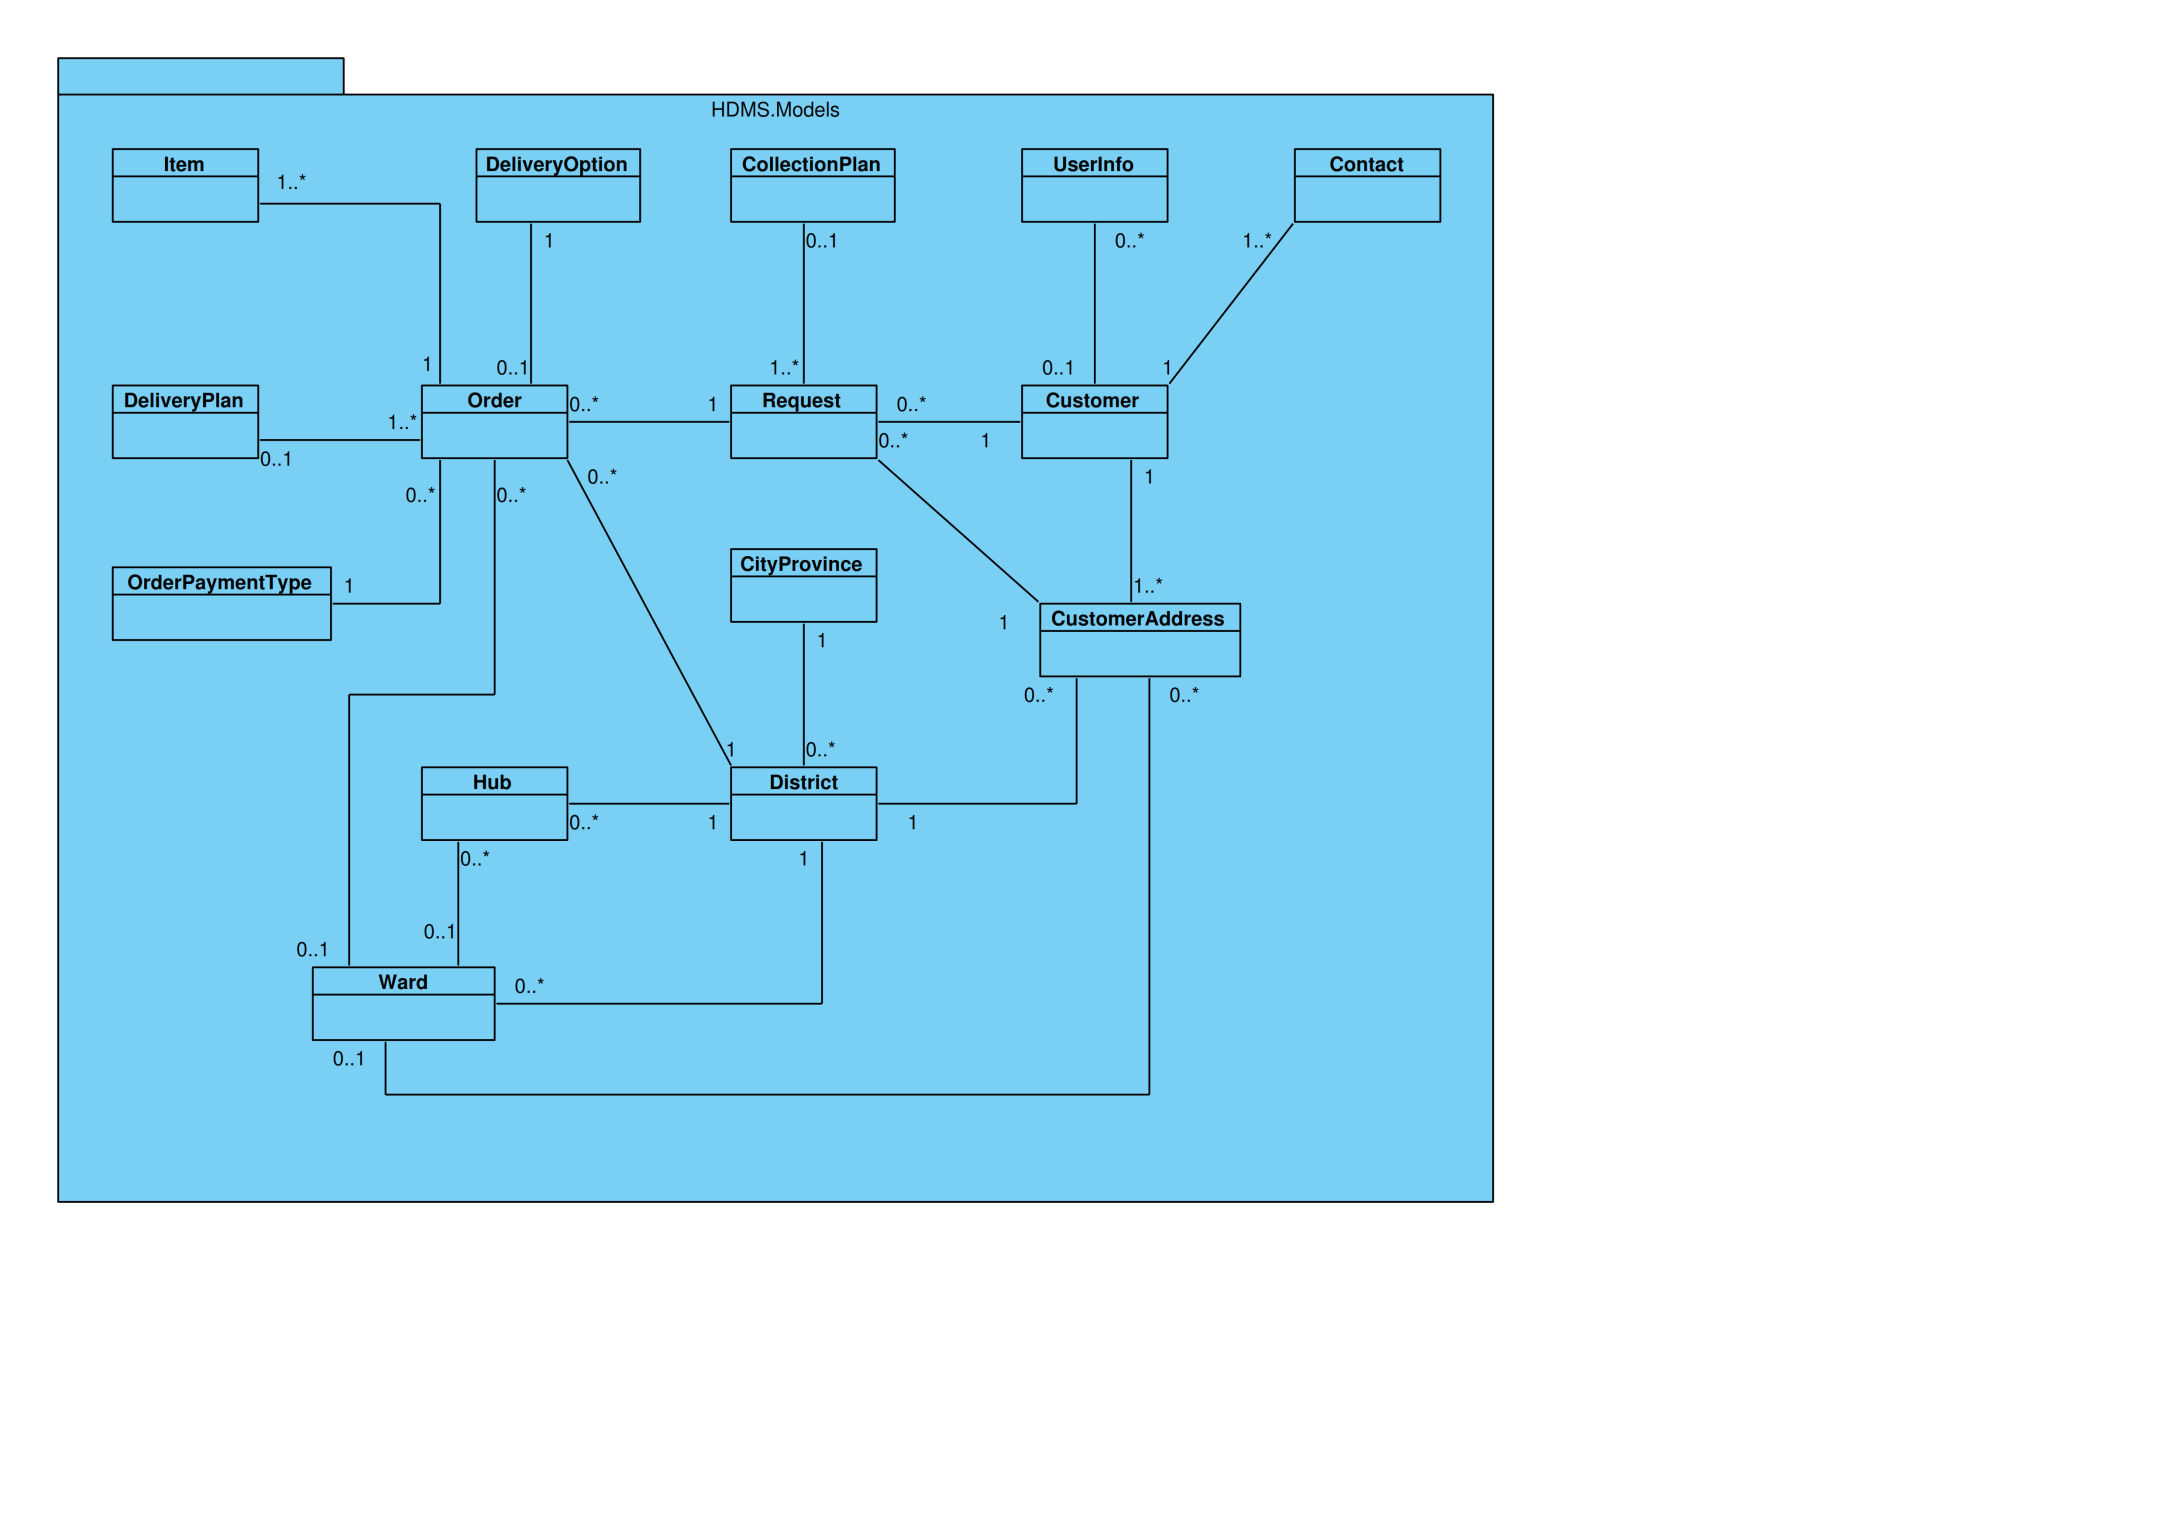 HDMS.Models
Item
DeliveryOption
CollectionPlan
UserInfo
Contact
1..*
1
0..1
0..*
1..*
1
0..1
1..*
0..1
1
DeliveryPlan
Order
Request
Customer
0..*
1
0..*
1..*
0..*
1
0..1
0..*
1
0..*
0..*
CityProvince
OrderPaymentType
1
1..*
CustomerAddress
1
1
0..*
0..*
1
0..*
Hub
District
0..*
1
1
0..*
1
0..1
0..1
Ward
0..*
0..1